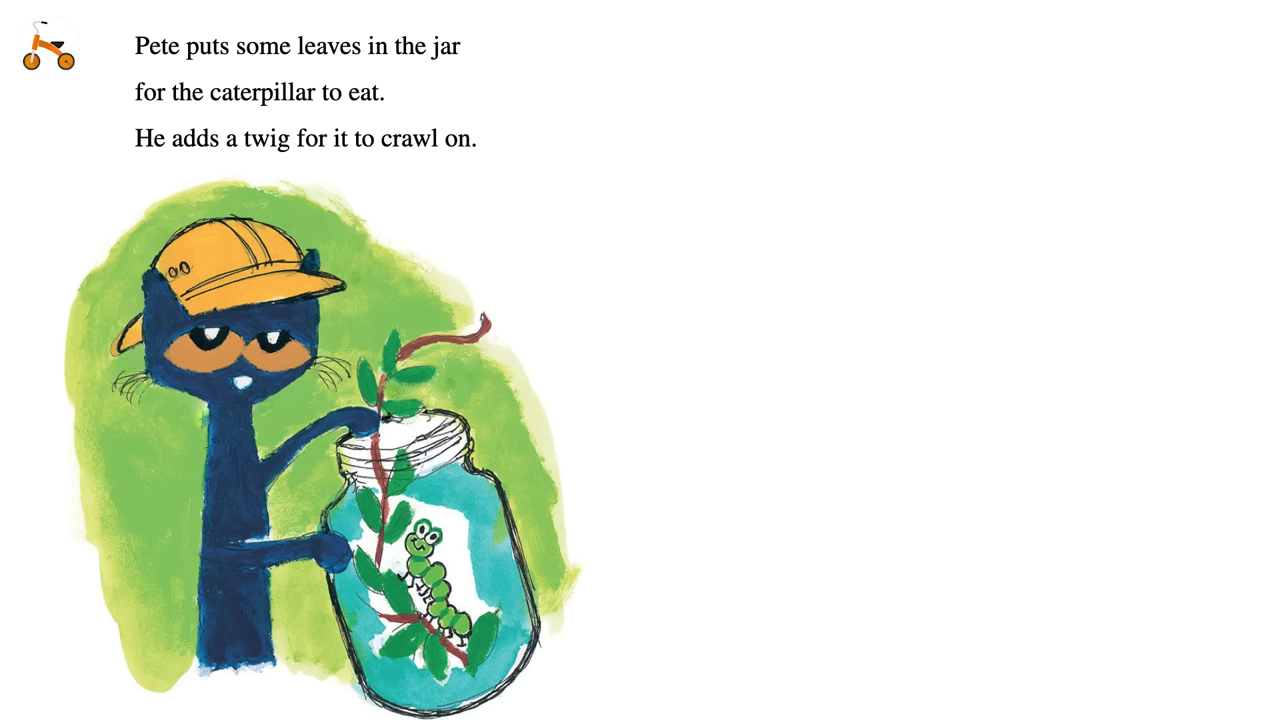 Pete puts some leaves in the jar
for the caterpillar to eat.
He adds a twig for it to crawl on.